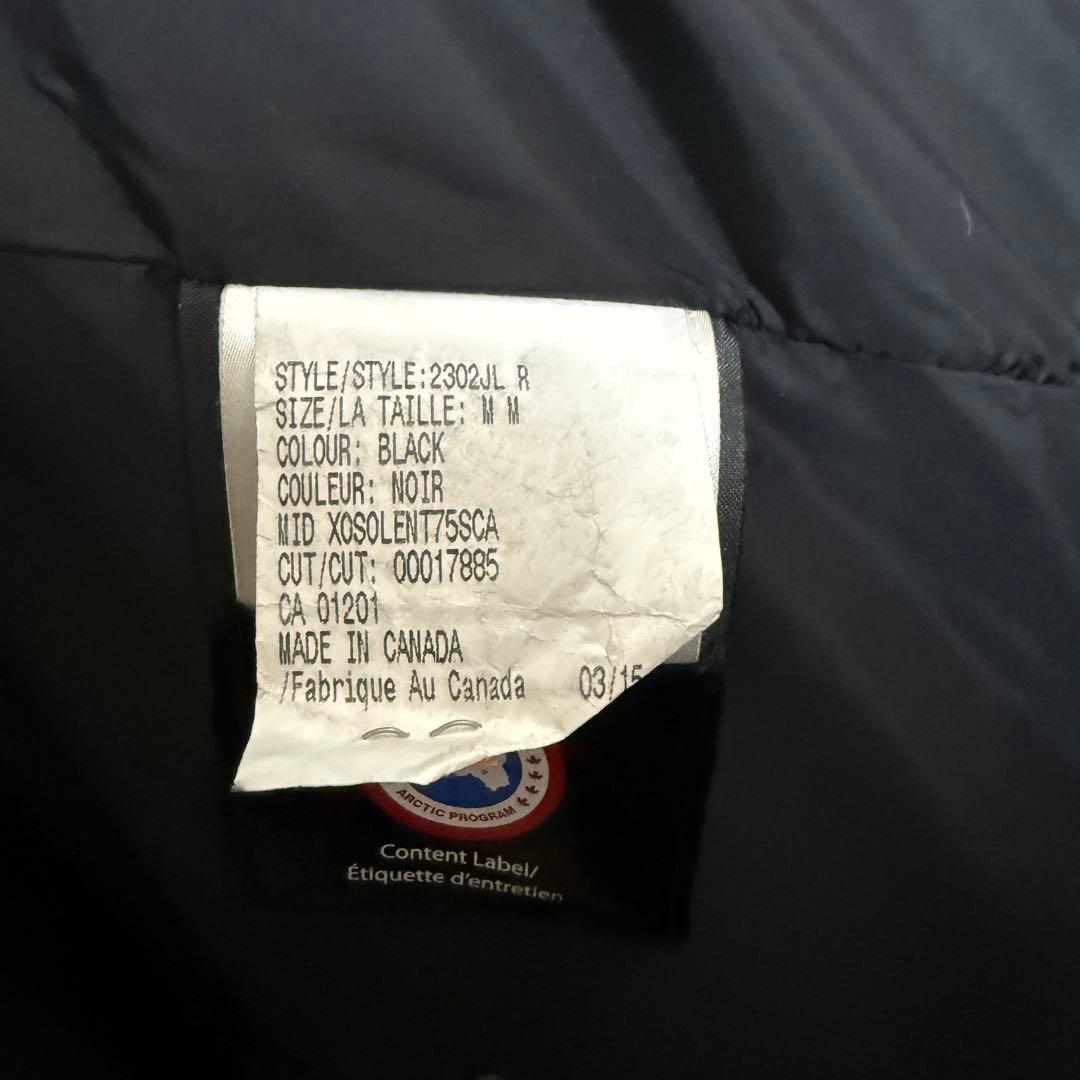 STYLE/STYLE:2302JL R
SIZE/LA TAILLE: M M
COLOUR: BLACK
COULEUR: NOIR
MID XOSOLENT75SCA
CUT/CUT: 00017885
CA 01201
MADE IN CANADA
/Fabrique Au Canada 03/15
ARCTIC PROGRAM
Content Label/
Étiquette d'entretien